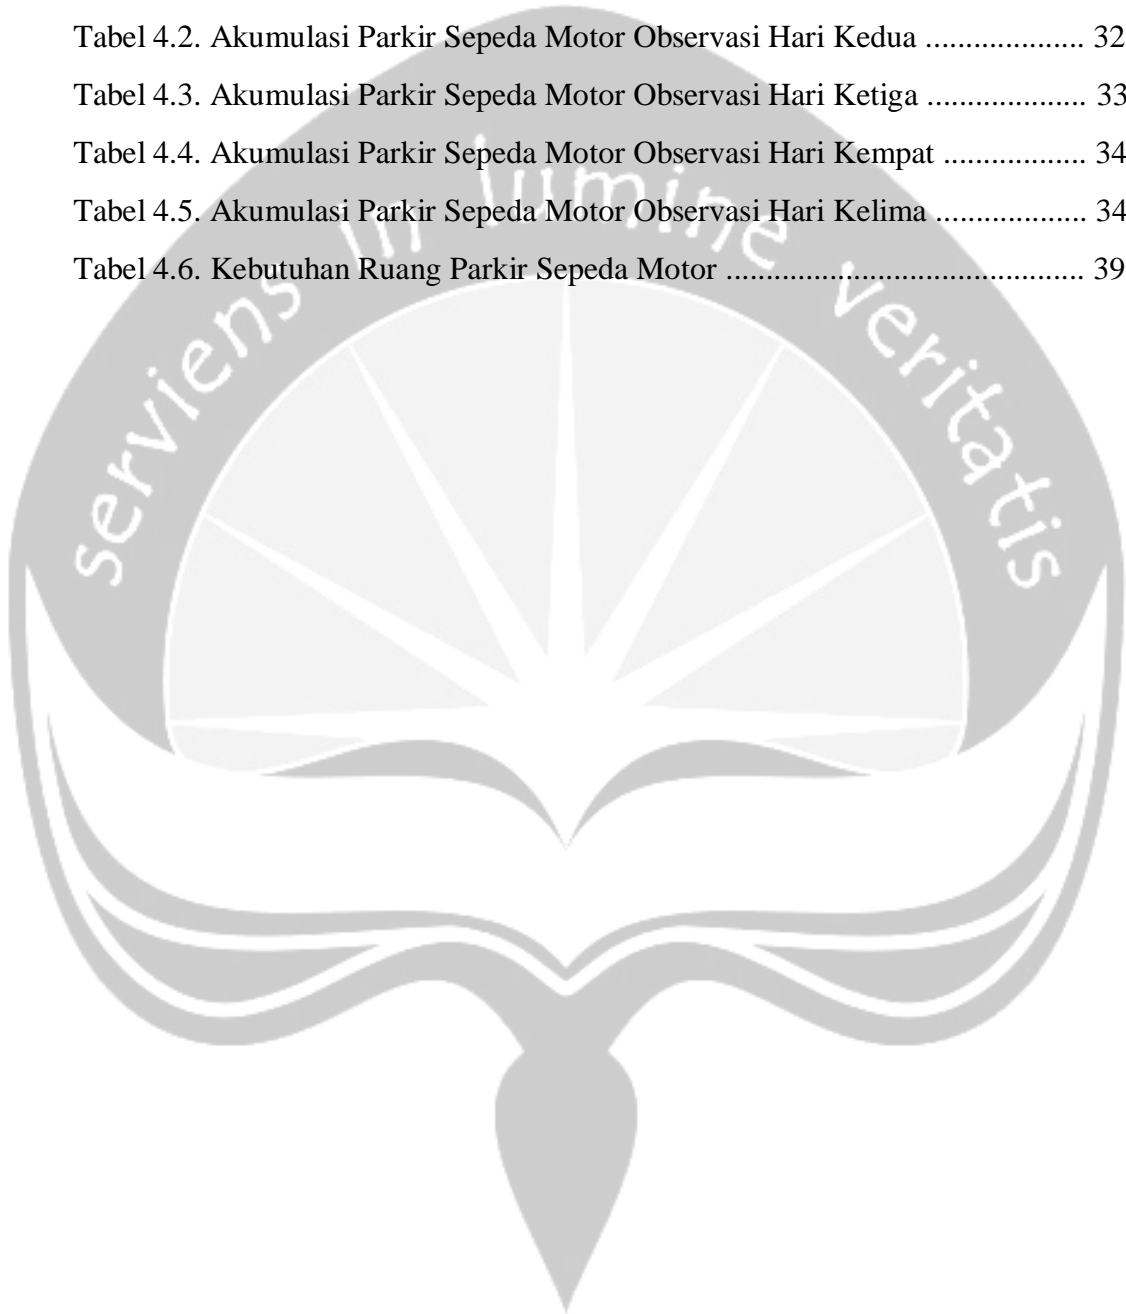 Tabel 4.2. Akumulasi Parkir Sepeda Motor Observasi Hari Kedua .................... 32
Tabel 4.3. Akumulasi Parkir Sepeda Motor Observasi Hari Ketiga .................... 33
Tabel 4.4. Akumulasi Parkir Sepeda Motor Observasi Hari Kempat .................. 34
Tabel 4.5. Akumulasi Parkir Sepeda Motor Observasi Hari Kelima ................... 34
Tabel 4.6. Kebutuhan Ruang Parkir Sepeda Motor ............................................. 39
serviens in lumine veritatis